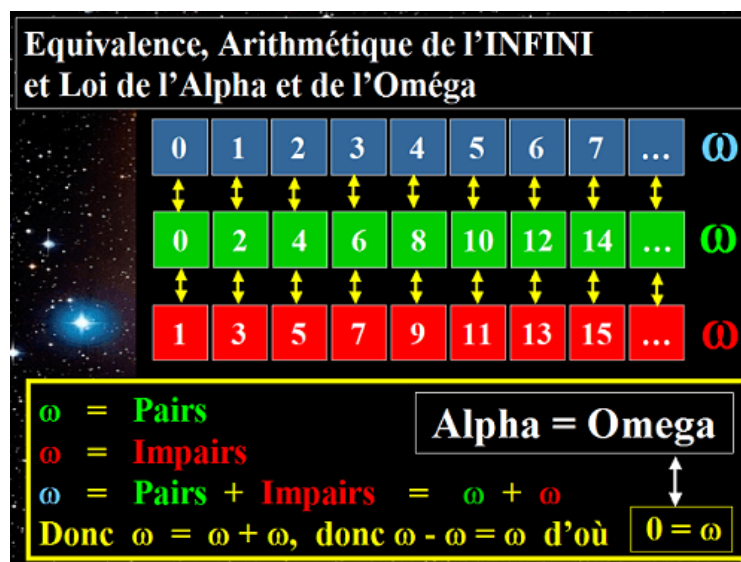 Equivalence, Arithmétique de l'INFINI
et Loi de l'Alpha et de l'Oméga
0 1 2 3 4 5 6 7 ... ω
0 2 4 6 8 10 12 14 ... ω
1 3 5 7 9 11 13 15 ... ω
ω = Pairs
ω = Impairs
ω = Pairs + Impairs = ω + ω
Donc ω = ω + ω, donc ω - ω = ω d'où
Alpha = Omega
0 = ω